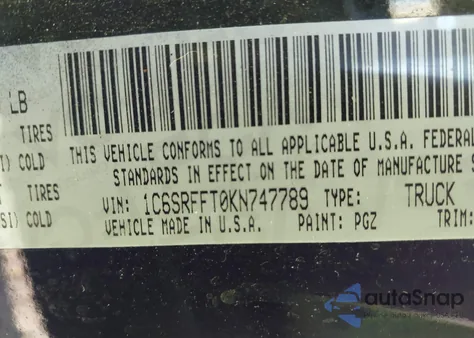 LB
TIRES
I) COLD
THIS VEHICLE CONFORMS TO ALL APPLICABLE U.S.A. FEDERAL
STANDARDS IN EFFECT ON THE DATE OF MANUFACTURE S
TIRES
SI) COLD
VIN: 1C6SRFFT0KN747789 TYPE: TRUCK
VEHICLE MADE IN U.S.A. PAINT: PGZ TRIM:
autoSnap